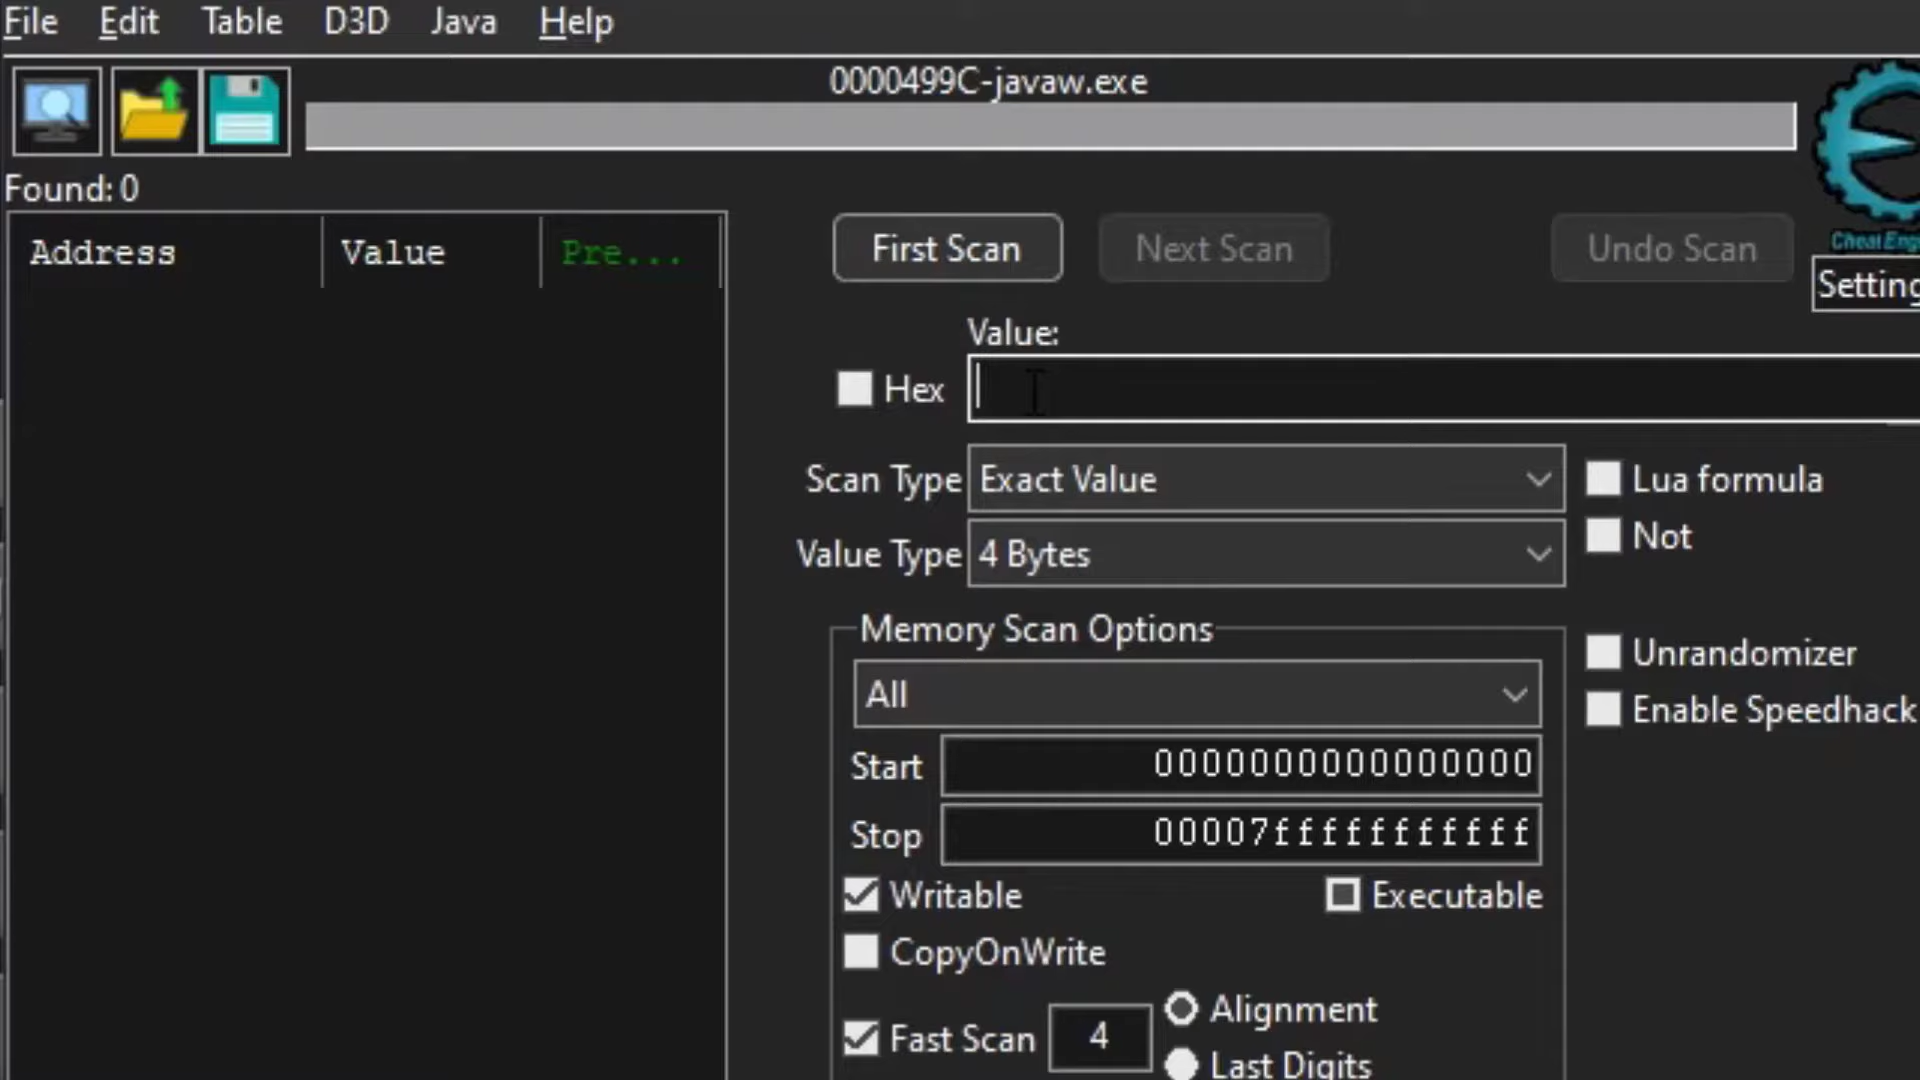 File Edit Table D3D Java Help
0000499C-javaw.exe
Found: 0
Address Value Pre...
First Scan Next Scan Undo Scan
Cheat Eng
Setting
Value:
Hex
Scan Type Exact Value
Lua formula
Value Type 4 Bytes
Not
Memory Scan Options
All
Unrandomizer
Enable Speedhack
Start 0000000000000000
Stop 00007fffffffffff
Writable Executable
CopyOnWrite
Fast Scan 4 Alignment
Last Digits